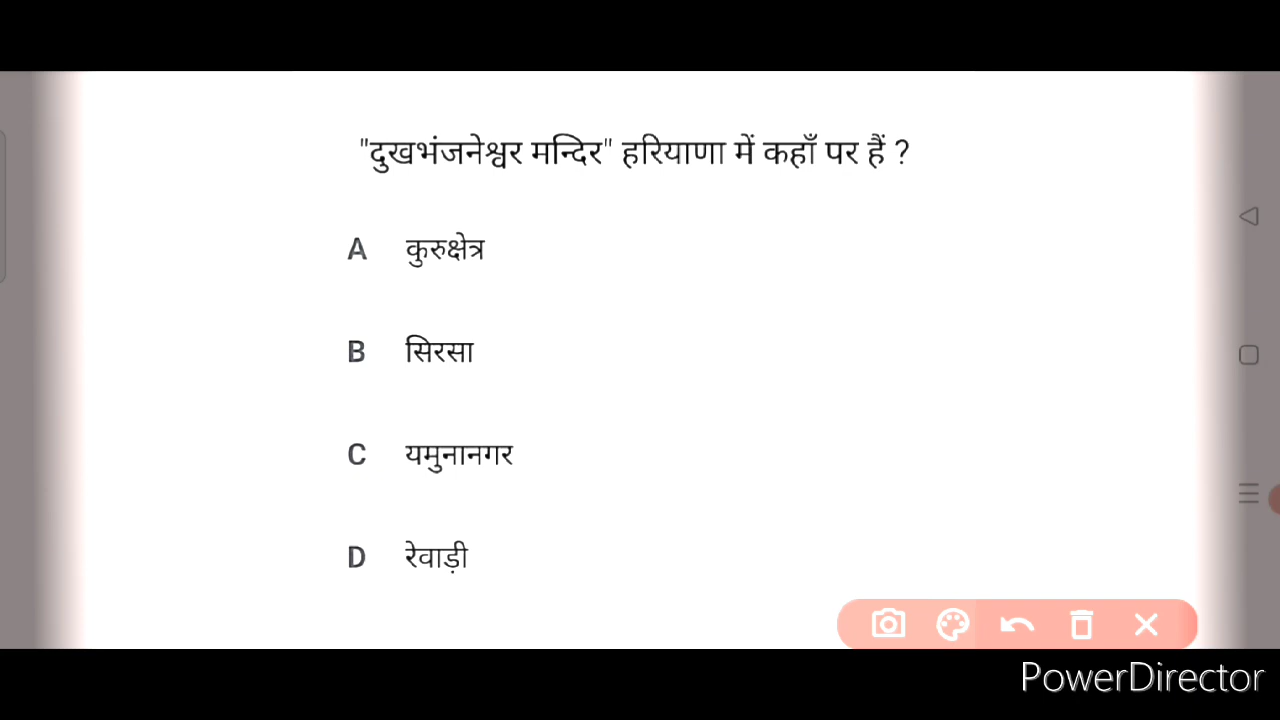 "दुखभंजनेश्वर मन्दिर" हरियाणा में कहाँ पर हैं ?
A कुरुक्षेत्र
B सिरसा
C यमुनानगर
D रेवाड़ी
PowerDirector